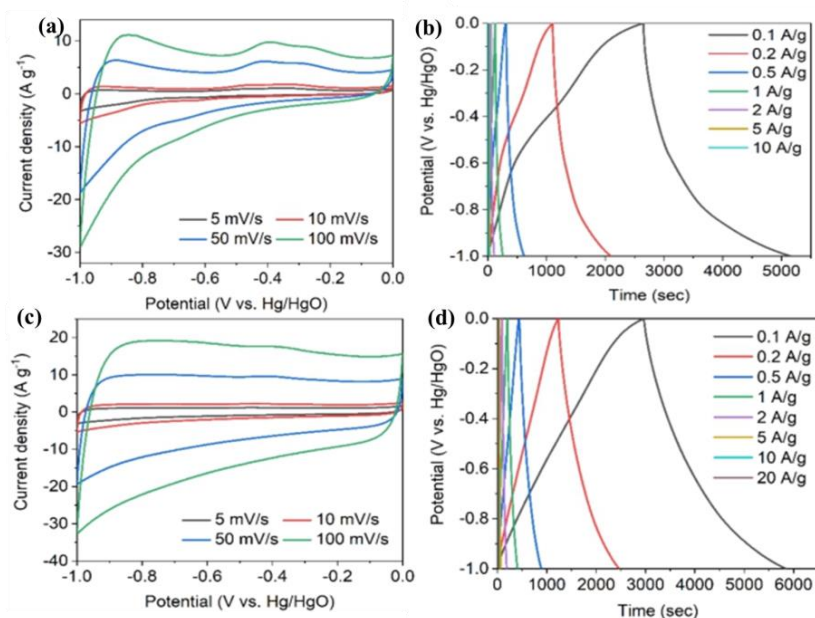 (a)
Current density (A g⁻¹)
10
0
-10
-20
-30
5 mV/s 10 mV/s
50 mV/s 100 mV/s
-1.0 -0.8 -0.6 -0.4 -0.2 0.0
Potential (V vs. Hg/HgO)
(b)
Potential (V vs. Hg/HgO)
0.0
-0.2
-0.4
-0.6
-0.8
-1.0
0.1 A/g
0.2 A/g
0.5 A/g
1 A/g
2 A/g
5 A/g
10 A/g
0 1000 2000 3000 4000 5000
Time (sec)
(c)
Current density (A g⁻¹)
20
10
0
-10
-20
-30
-40
5 mV/s 10 mV/s
50 mV/s 100 mV/s
-1.0 -0.8 -0.6 -0.4 -0.2 0.0
Potential (V vs. Hg/HgO)
(d)
Potential (V vs. Hg/HgO)
0.0
-0.2
-0.4
-0.6
-0.8
-1.0
0.1 A/g
0.2 A/g
0.5 A/g
1 A/g
2 A/g
5 A/g
10 A/g
20 A/g
0 1000 2000 3000 4000 5000 6000
Time (sec)